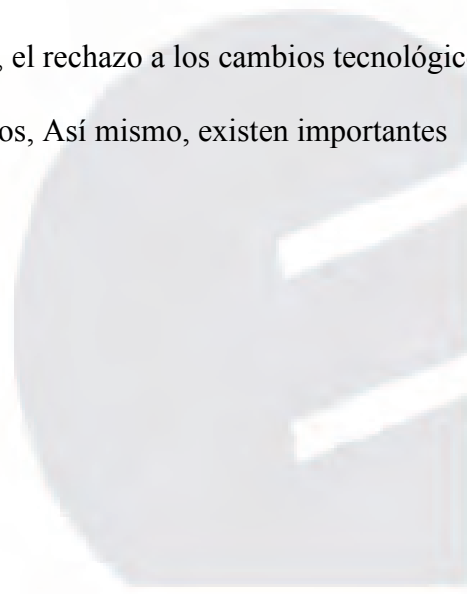 , el rechazo a los cambios tecnológic
os, Así mismo, existen importantes